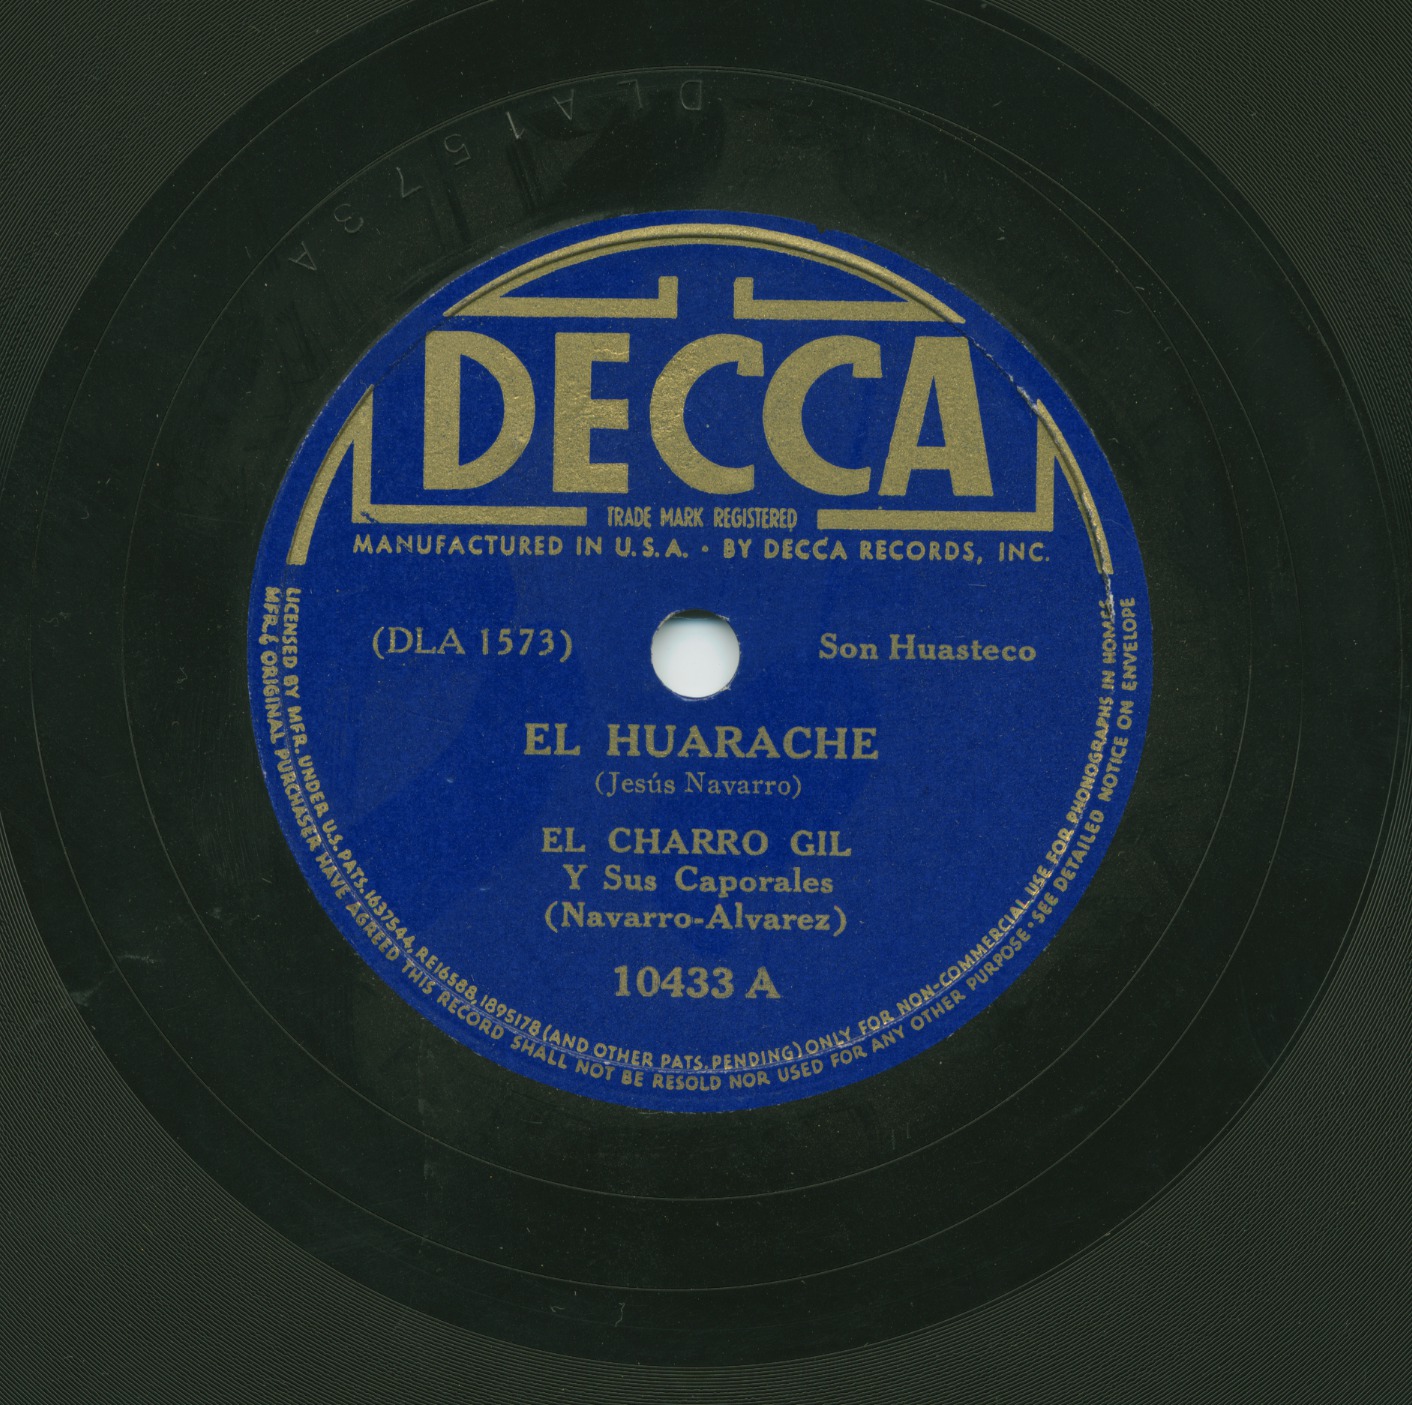 DLA1573A
DECCA
TRADE MARK REGISTERED
MANUFACTURED IN U.S.A. · BY DECCA RECORDS, INC.
(DLA 1573)
Son Huasteco
EL HUARACHE
(Jesús Navarro)
EL CHARRO GIL
Y Sus Caporales
(Navarro-Alvarez)
10433 A
LICENSED BY MFR. UNDER U.S. PATS. 1637544, RE16588, 1895178 (AND OTHER PATS. PENDING) ONLY FOR NON-COMMERCIAL USE FOR PHONOGRAPHS IN HOMES
MFR. & ORIGINAL PURCHASER HAVE AGREED THIS RECORD SHALL NOT BE RESOLD NOR USED FOR ANY OTHER PURPOSE · SEE DETAILED NOTICE ON ENVELOPE